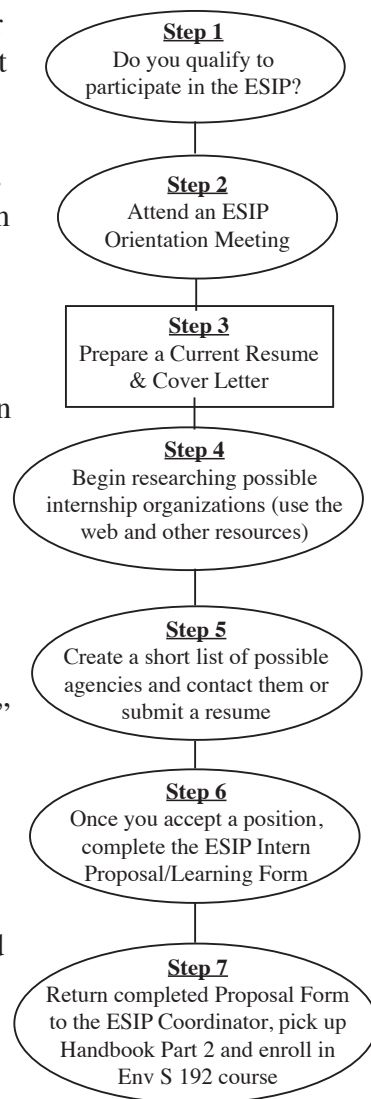 Step 1
Do you qualify to
participate in the ESIP?
Step 2
Attend an ESIP
Orientation Meeting
Step 3
Prepare a Current Resume
& Cover Letter
Step 4
Begin researching possible
internship organizations (use the
web and other resources)
Step 5
Create a short list of possible
agencies and contact them or
submit a resume
Step 6
Once you accept a position,
complete the ESIP Intern
Proposal/Learning Form
Step 7
Return completed Proposal Form
to the ESIP Coordinator, pick up
Handbook Part 2 and enroll in
Env S 192 course